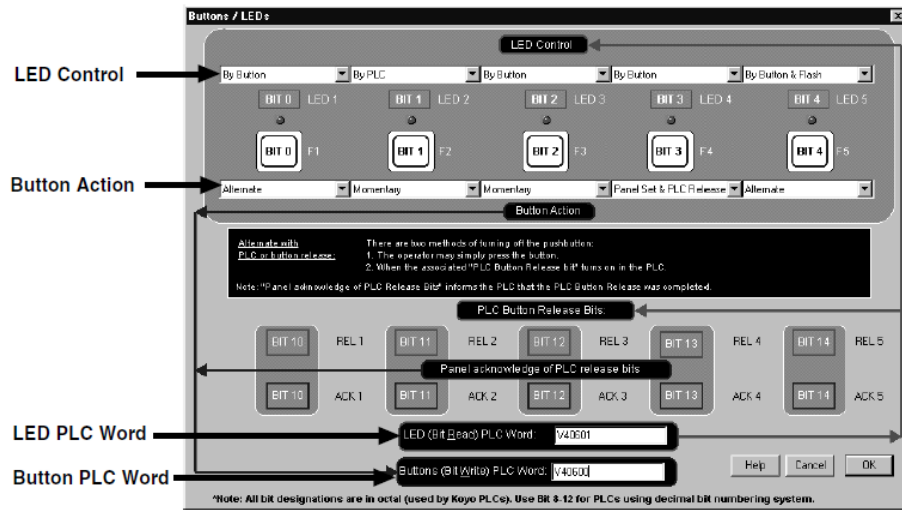 Buttons / LEDs
LED Control
LED Control
By Button By PLC By Button By Button By Button & Flash
BIT 0 LED 1 BIT 1 LED 2 BIT 2 LED 3 BIT 3 LED 4 BIT 4 LED 5
BIT 0 F1 BIT 1 F2 BIT 2 F3 BIT 3 F4 BIT 4 F5
Button Action
Alternate Momentary Momentary Panel Set & PLC Release Alternate
Button Action
Alternate with There are two methods of turning off the pushbutton:
PLC or button release: 1. The operator may simply press the button.
2. When the associated "PLC Button Release bit" turns on in the PLC.
Note: "Panel acknowledge of PLC Release Bits" informs the PLC that the PLC Button Release was completed.
PLC Button Release Bits:
BIT 10 REL 1 BIT 11 REL 2 BIT 12 REL 3 BIT 13 REL 4 BIT 14 REL 5
Panel acknowledge of PLC release bits
BIT 10 ACK 1 BIT 11 ACK 2 BIT 12 ACK 3 BIT 13 ACK 4 BIT 14 ACK 5
LED PLC Word
LED (Bit Read) PLC Word: V40601
Button PLC Word
Buttons (Bit Write) PLC Word: V40600
Help Cancel OK
*Note: All bit designations are in octal (used by Koyo PLCs). Use Bit 8-12 for PLCs using decimal bit numbering system.